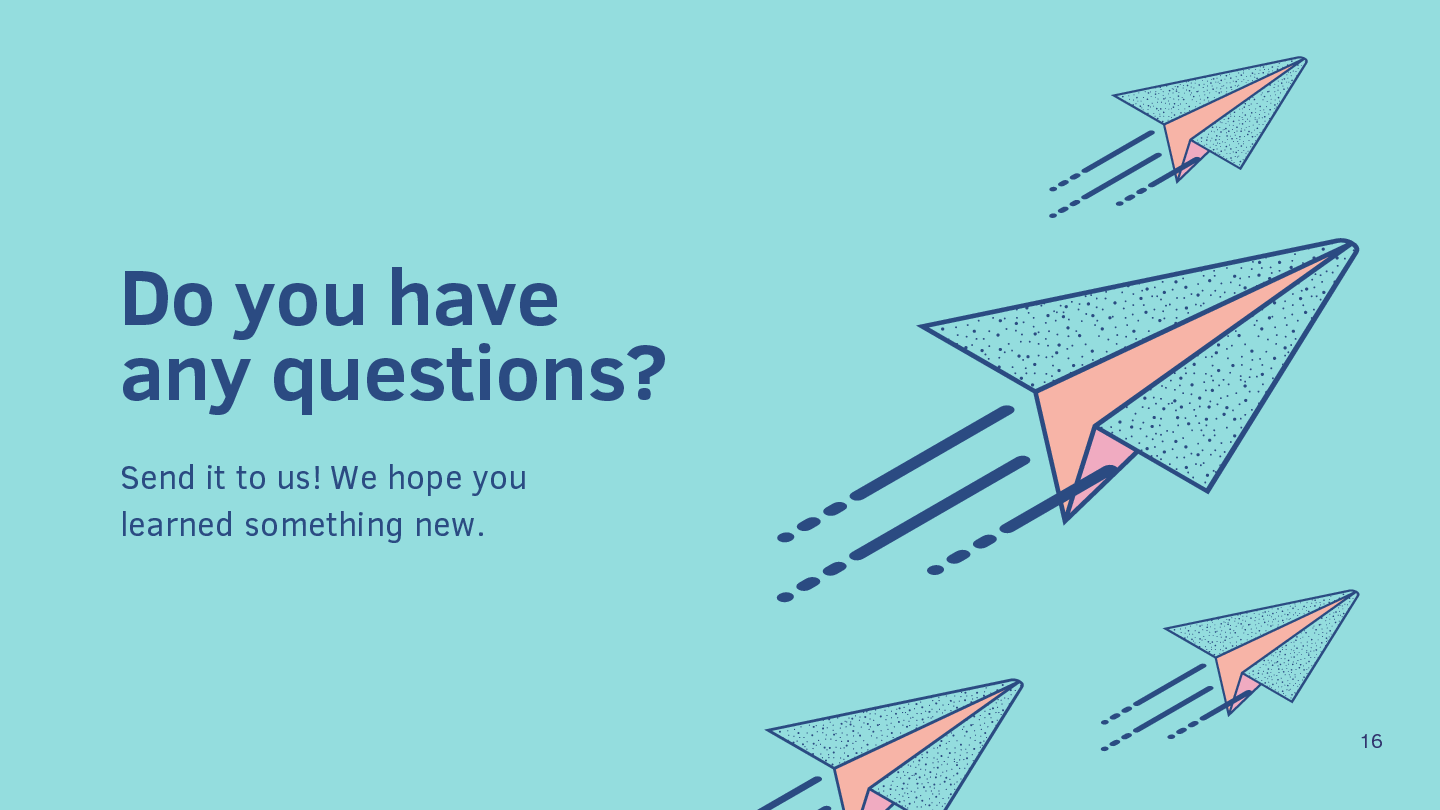 Do you have
any questions?
Send it to us! We hope you
learned something new.
16